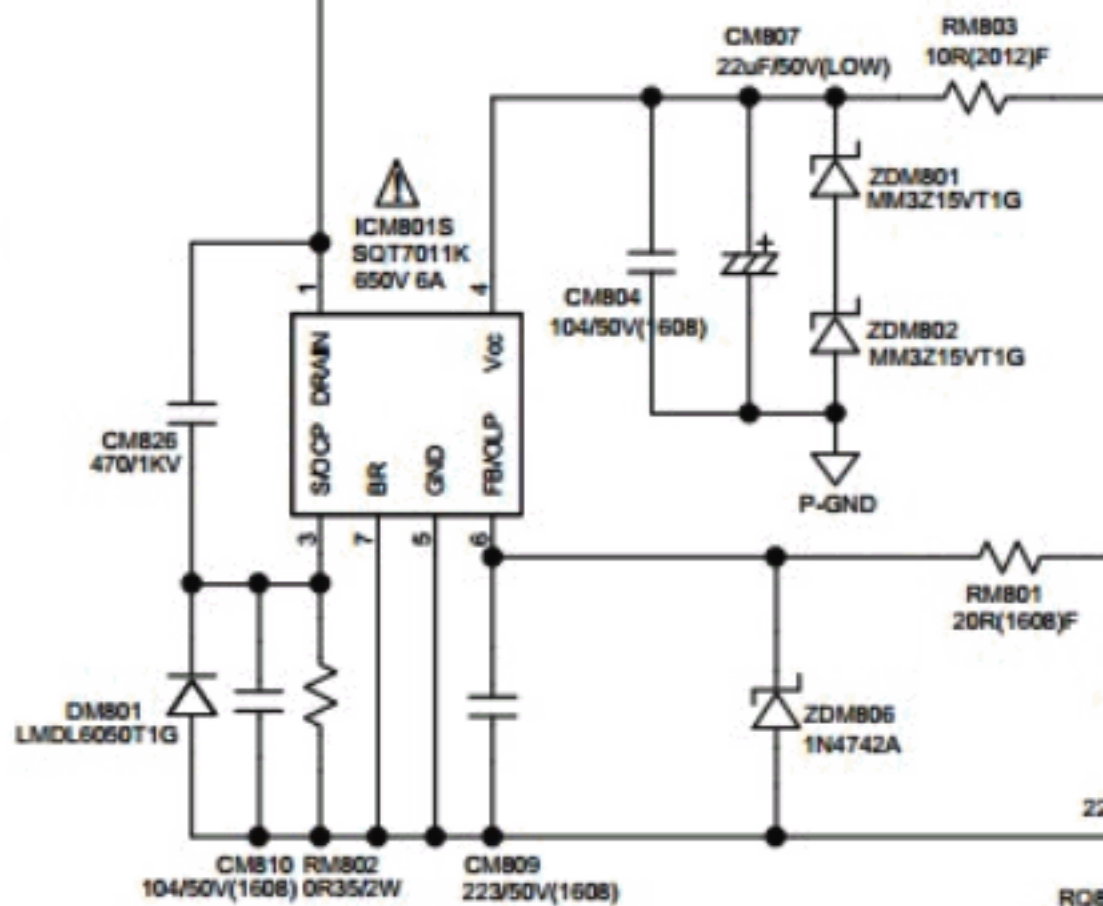 RM803
10R(2012)F
CM807
22uF/50V(LOW)
ZDM801
MM3Z15VT1G
ICM801S
SQT7011K
650V 6A
1
4
+
CM804
104/50V(1608)
ZDM802
MM3Z15VT1G
DRAIN
Vcc
CM826
470/1KV
S/OCP
BR
GND
FB/OLP
P-GND
3
7
5
6
RM801
20R(1608)F
DM801
LMDL6050T1G
ZDM806
1N4742A
22
CM810
104/50V(1608)
RM802
0R35/2W
CM809
223/50V(1608)
RQ8